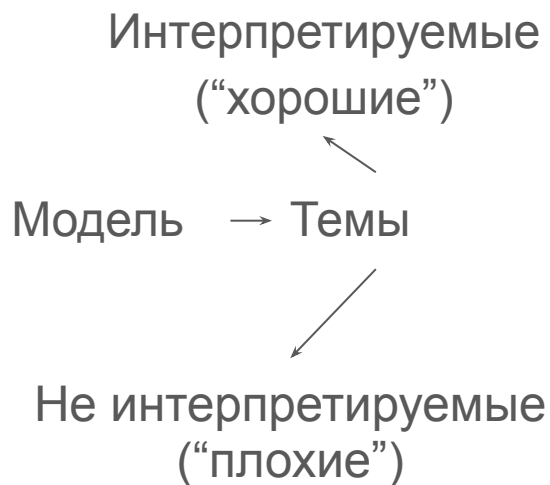 Интерпретируемые
(“хорошие”)
Модель → Темы
Не интерпретируемые
(“плохие”)